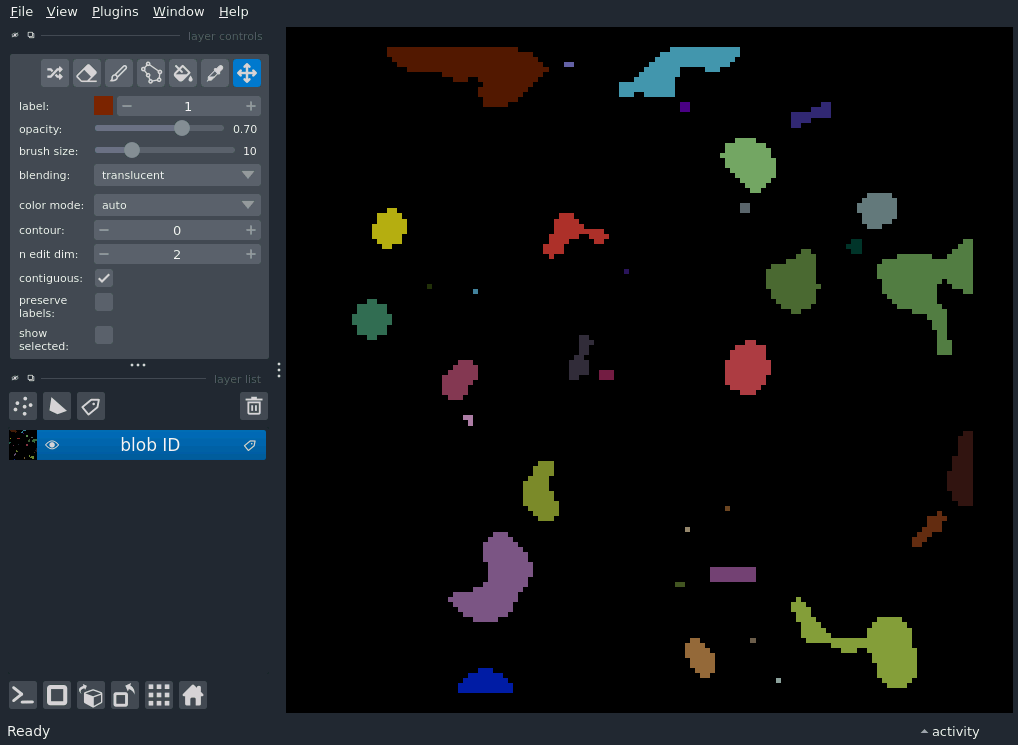 File View Plugins Window Help
layer controls
label: 1
opacity: 0.70
brush size: 10
blending: translucent
color mode: auto
contour: 0
n edit dim: 2
contiguous:
preserve
labels:
show
selected:
layer list
blob ID
Ready
activity